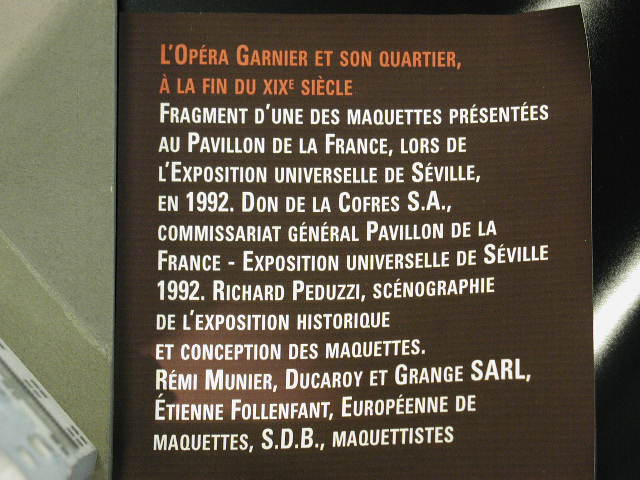 L'Opéra Garnier et son quartier,
à la fin du XIXe siècle
Fragment d'une des maquettes présentées
au Pavillon de la France, lors de
l'Exposition universelle de Séville,
en 1992. Don de la Cofres S.A.,
commissariat général Pavillon de la
France - Exposition universelle de Séville
1992. Richard Peduzzi, scénographie
de l'exposition historique
et conception des maquettes.
Rémi Munier, Ducaroy et Grange SARL,
Étienne Follenfant, Européenne de
maquettes, S.D.B., maquettistes